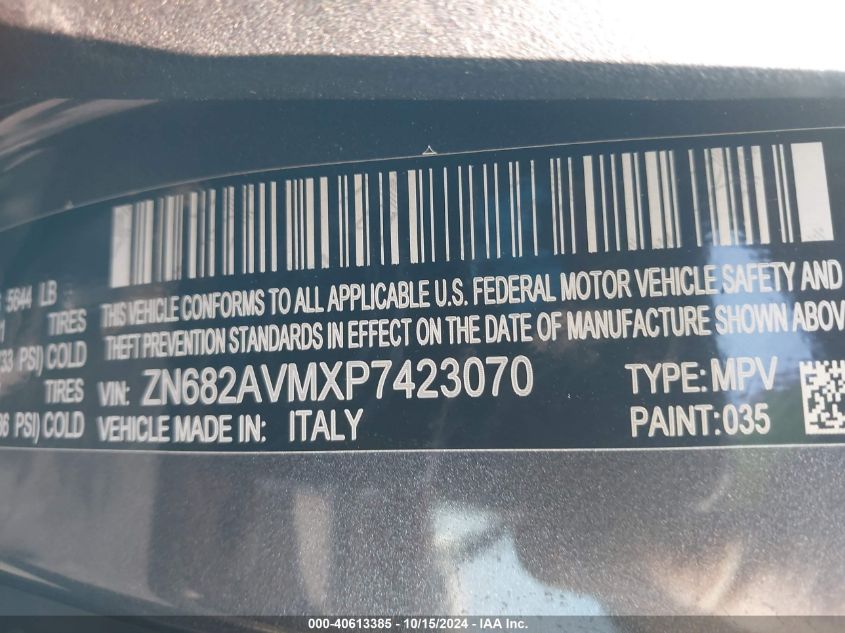 5644 LB
THIS VEHICLE CONFORMS TO ALL APPLICABLE U.S. FEDERAL MOTOR VEHICLE SAFETY AND
TIRES
THEFT PREVENTION STANDARDS IN EFFECT ON THE DATE OF MANUFACTURE SHOWN ABOV
33 PSI) COLD
TIRES
VIN: ZN682AVMXP7423070 TYPE: MPV
36 PSI) COLD
VEHICLE MADE IN: ITALY PAINT: 035
000-40613385 - 10/15/2024 - IAA Inc.